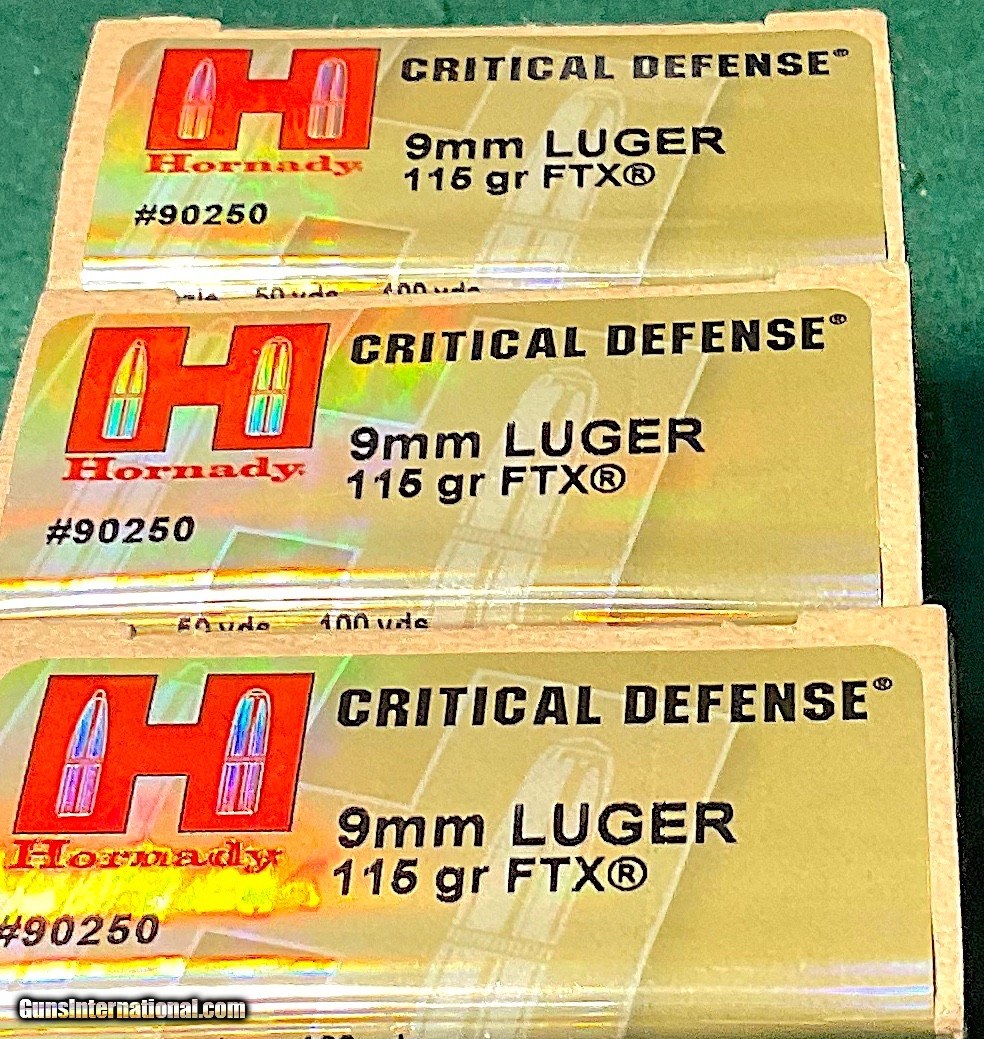 CRITICAL DEFENSE®
Hornady
9mm LUGER
115 gr FTX®
#90250
50 yds 100 yds
CRITICAL DEFENSE®
Hornady
9mm LUGER
115 gr FTX®
#90250
50 yds 100 yds
CRITICAL DEFENSE®
Hornady
9mm LUGER
115 gr FTX®
#90250
GunsInternational.com